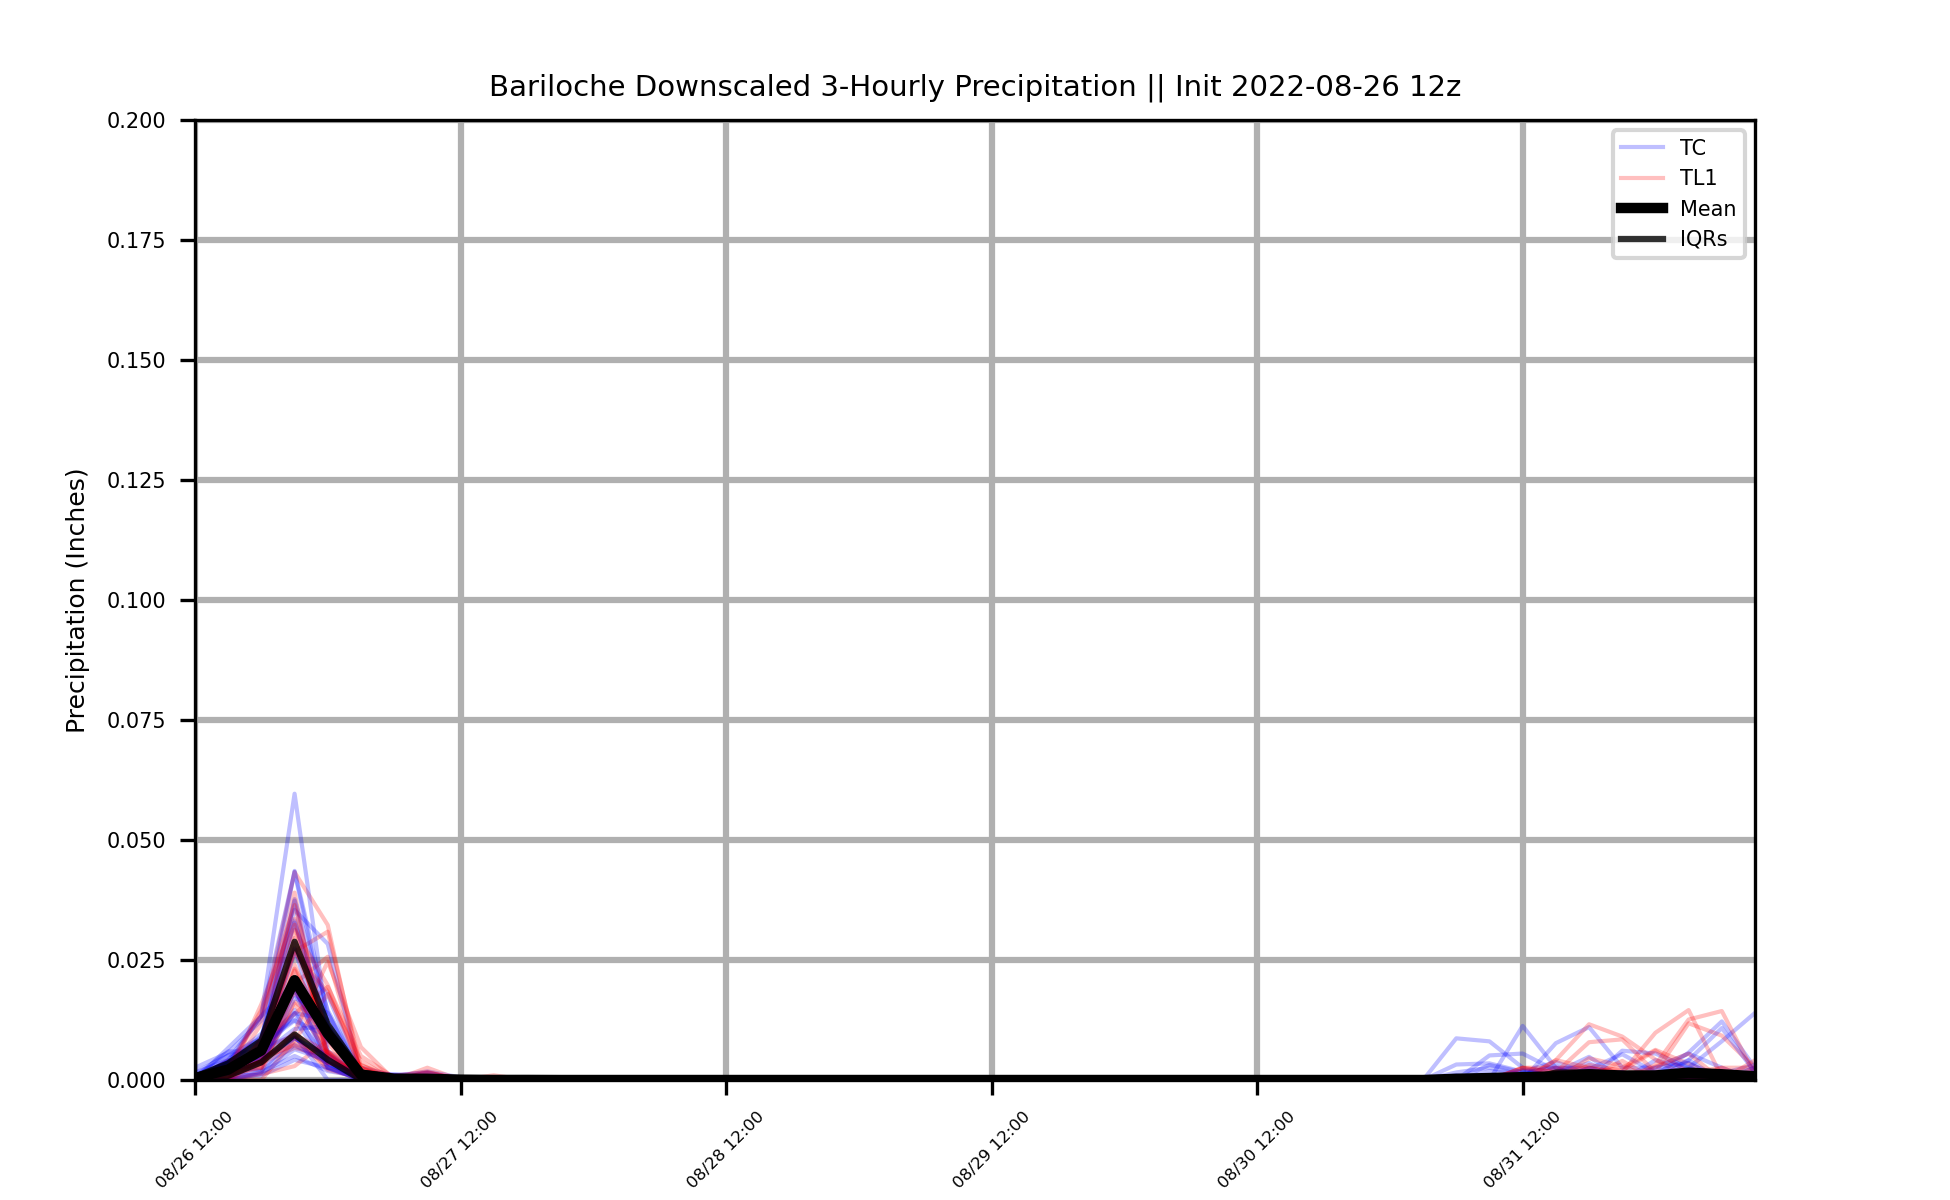 Bariloche Downscaled 3-Hourly Precipitation || Init 2022-08-26 12z
TC
TL1
Mean
IQRs
Precipitation (Inches)
0.200
0.175
0.150
0.125
0.100
0.075
0.050
0.025
0.000
08/26 12:00
08/27 12:00
08/28 12:00
08/29 12:00
08/30 12:00
08/31 12:00